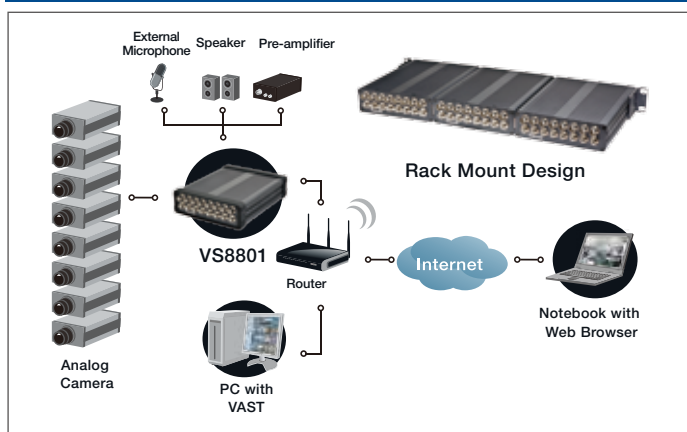 External
Microphone
Speaker
Pre-amplifier
Rack Mount Design
VS8801
Router
Internet
Notebook with
Web Browser
Analog
Camera
PC with
VAST